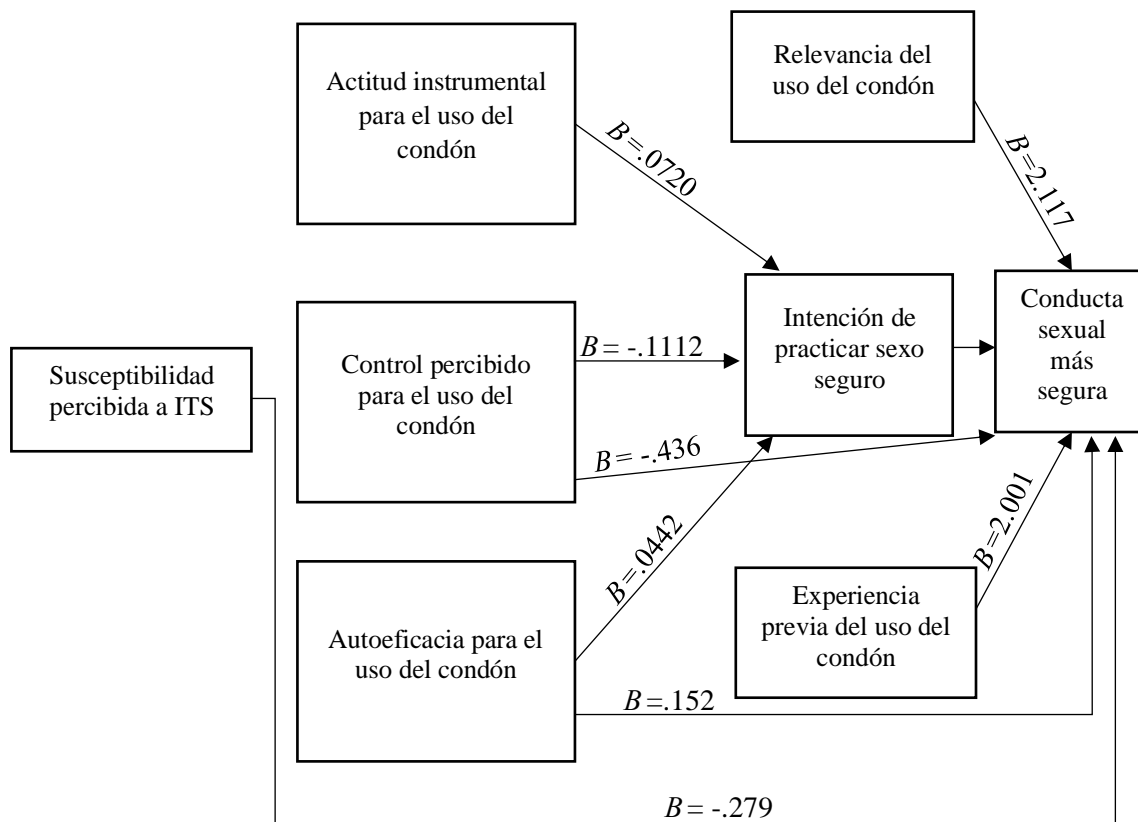 Relevancia del
uso del condón
Actitud instrumental
para el uso del
condón
B =.0720
B=2.117
Intención de
practicar sexo
seguro
Conducta
sexual
más
segura
Control percibido
para el uso del
condón
B = -.1112
Susceptibilidad
percibida a ITS
B = -.436
B=.0442
B=2.001
Experiencia
previa del uso del
condón
Autoeficacia para el
uso del condón
B =.152
B = -.279